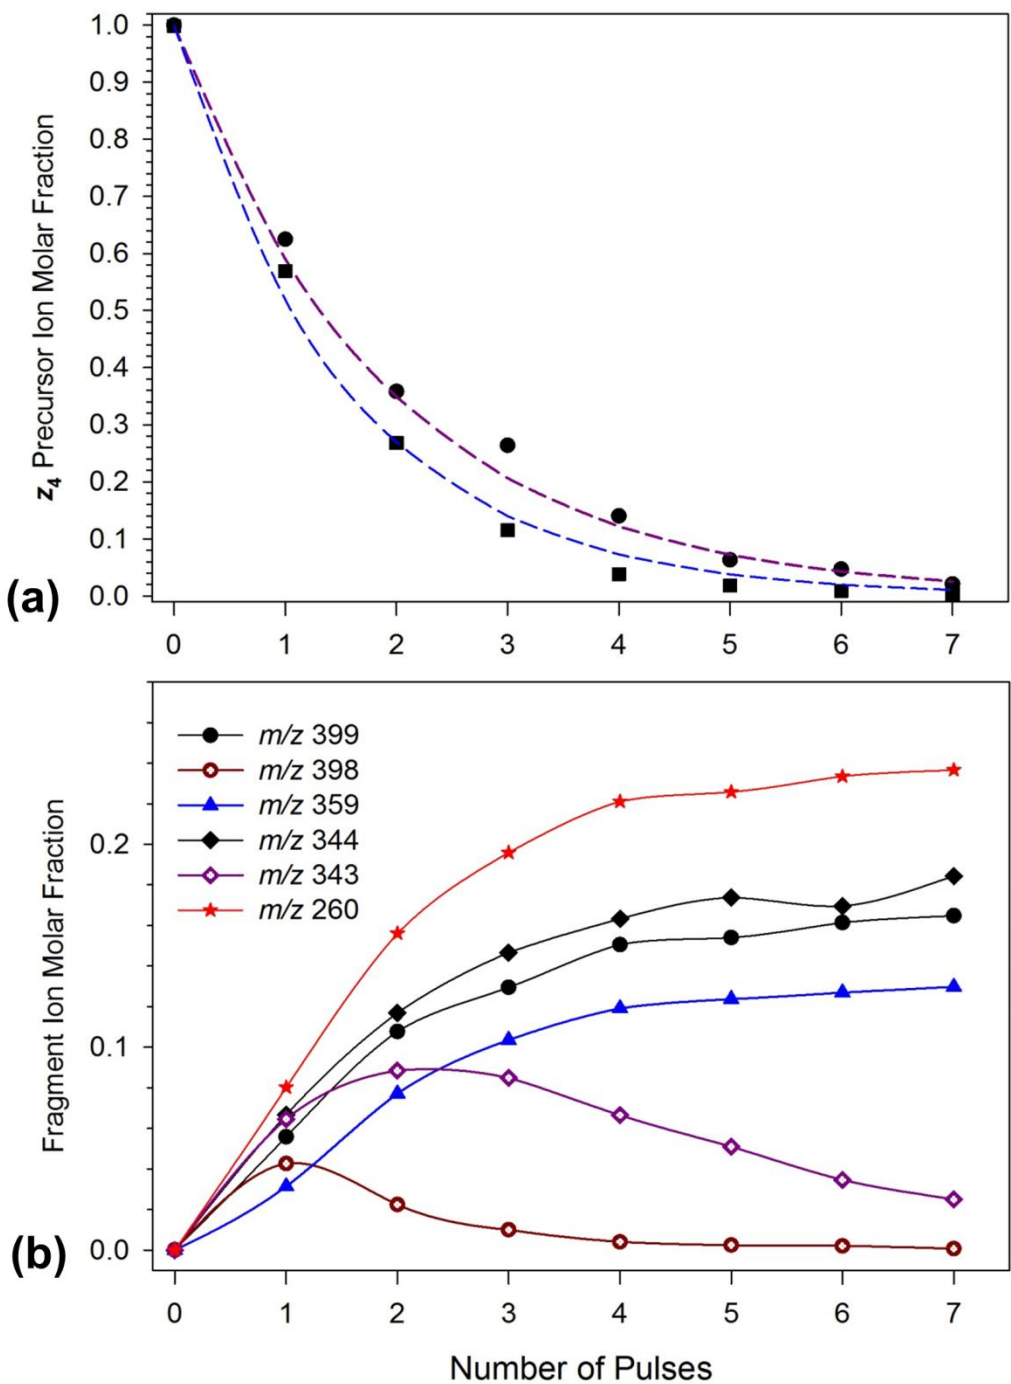 1.0
0.9
0.8
0.7
0.6
0.5
0.4
0.3
0.2
0.1
0.0
z4 Precursor Ion Molar Fraction
(a)
0 1 2 3 4 5 6 7
m/z 399
m/z 398
m/z 359
m/z 344
m/z 343
m/z 260
0.2
0.1
0.0
Fragment Ion Molar Fraction
(b)
0 1 2 3 4 5 6 7
Number of Pulses